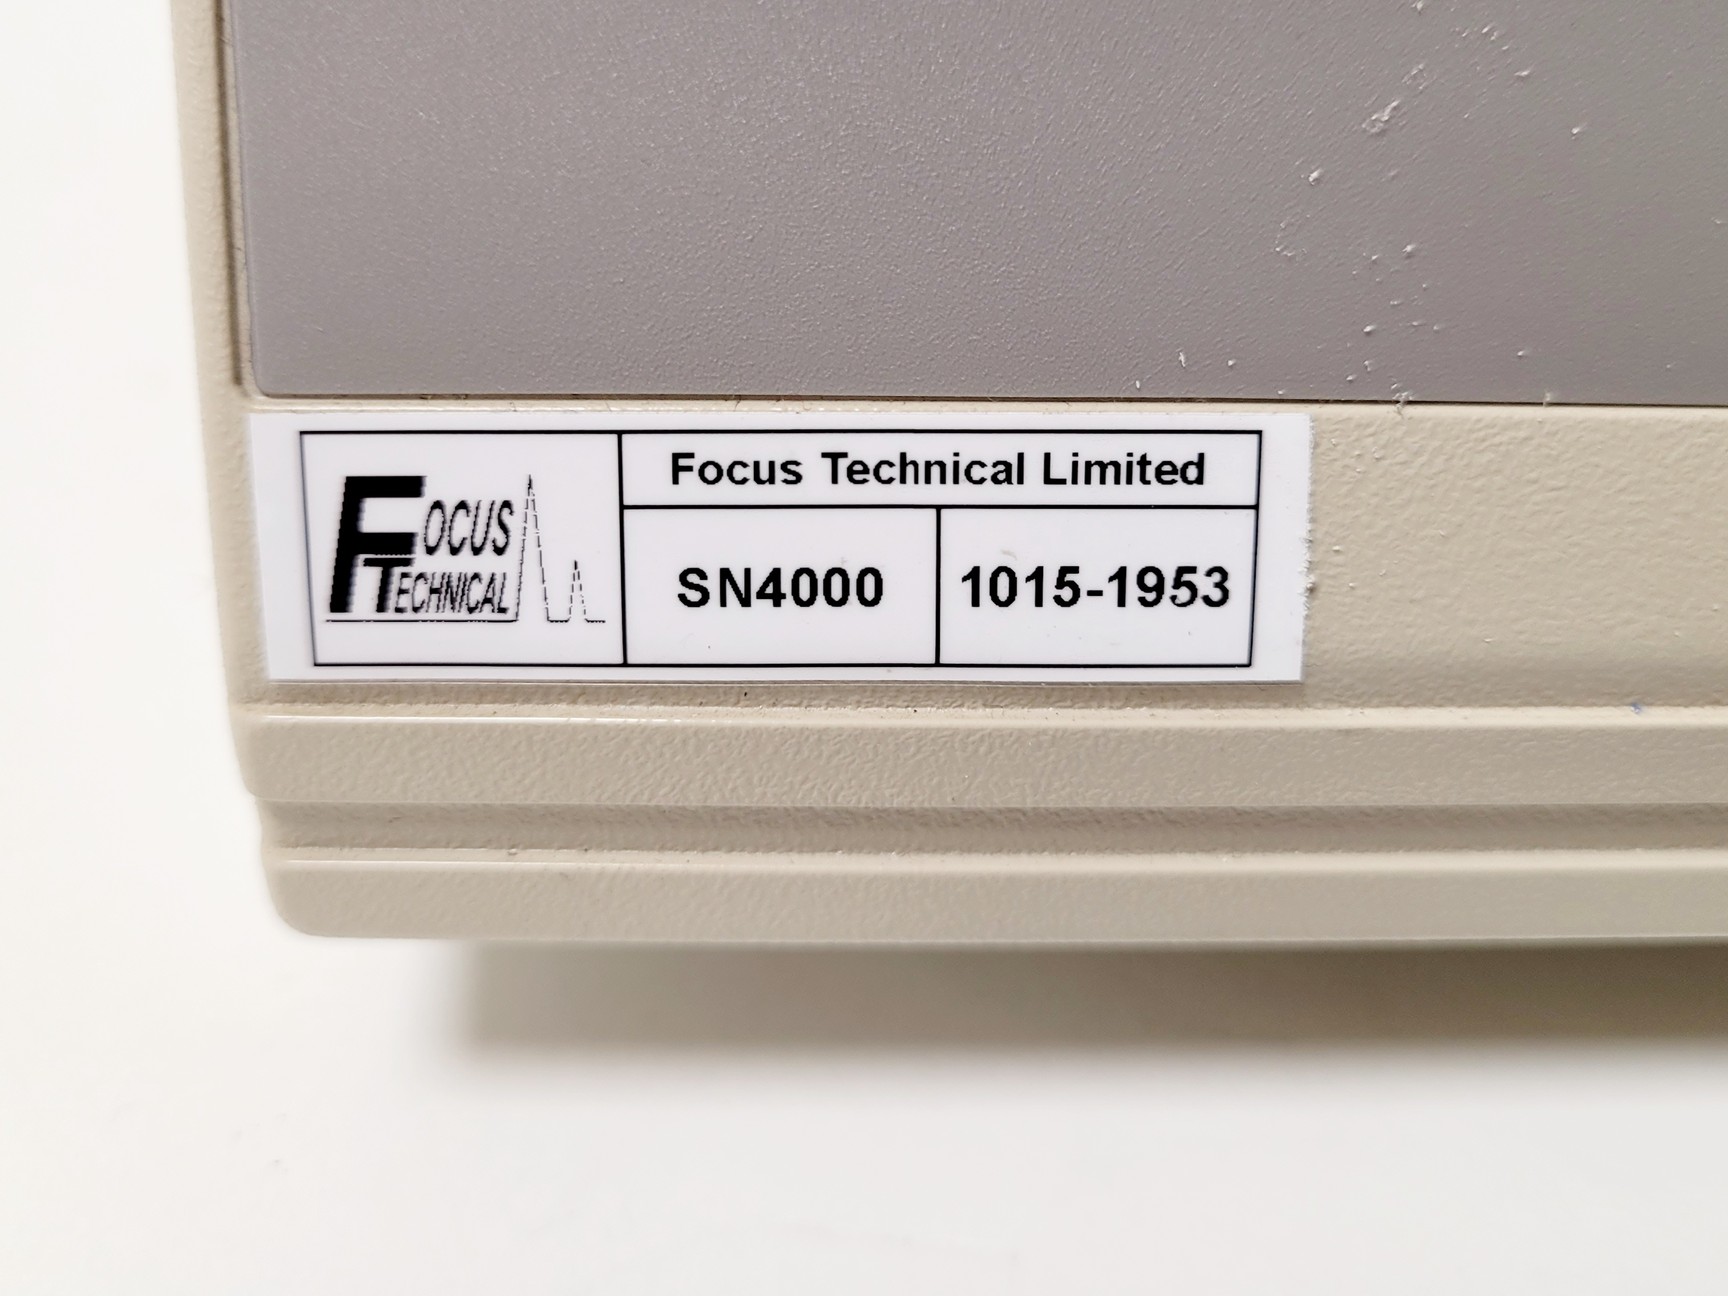 FOCUS
TECHNICAL
Focus Technical Limited
SN4000
1015-1953